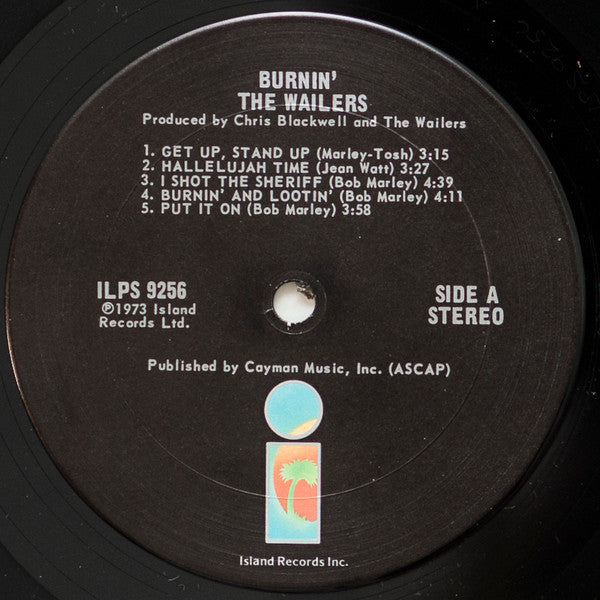 BURNIN'
THE WAILERS
Produced by Chris Blackwell and The Wailers
1. GET UP, STAND UP (Marley-Tosh) 3:15
2. HALLELUJAH TIME (Jean Watt) 3:27
3. I SHOT THE SHERIFF (Bob Marley) 4:39
4. BURNIN' AND LOOTIN' (Bob Marley) 4:11
5. PUT IT ON (Bob Marley) 3:58
ILPS 9256
℗1973 Island
Records Ltd.
SIDE A
STEREO
Published by Cayman Music, Inc. (ASCAP)
i
Island Records Inc.